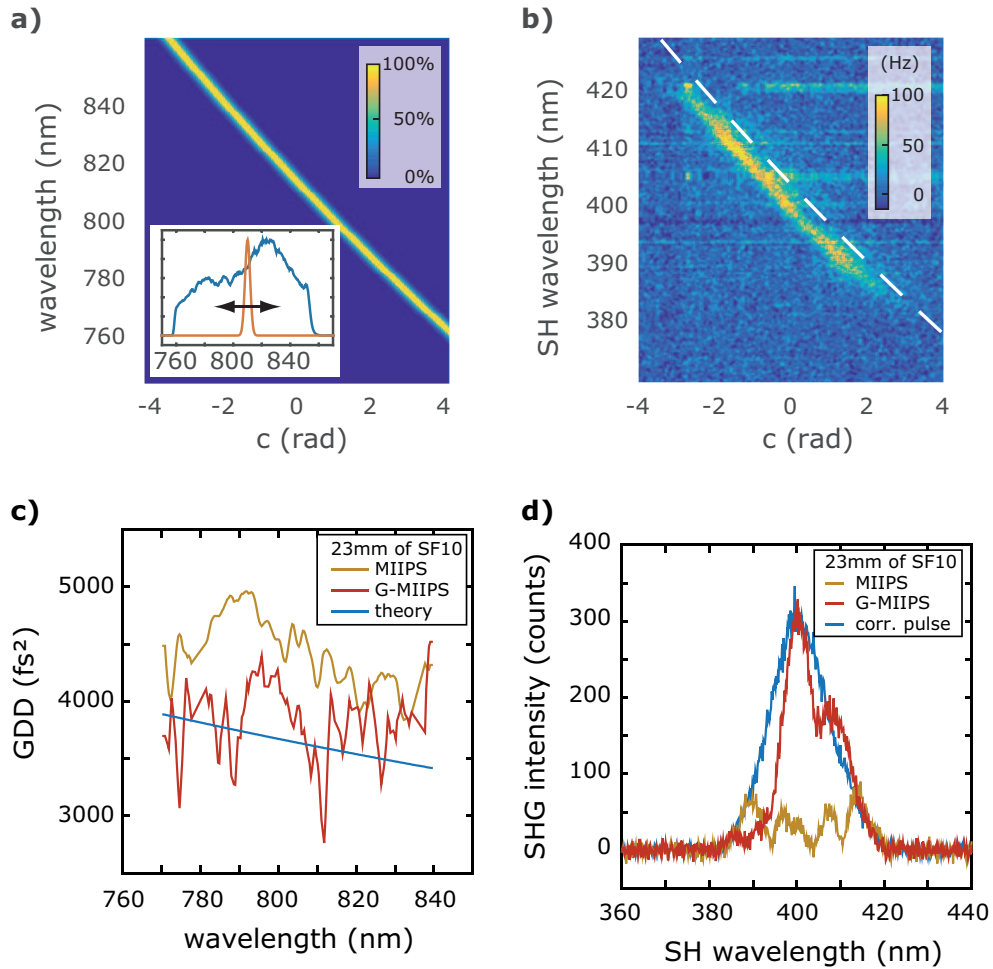 a)
wavelength (nm)
840
820
800
780
760
100%
50%
0%
760 800 840
-4 -2 0 2 4
c (rad)
b)
SH wavelength (nm)
420
410
400
390
380
(Hz)
100
50
0
-4 -2 0 2 4
c (rad)
c)
GDD (fs²)
5000
4000
3000
23mm of SF10
MIIPS
G-MIIPS
theory
760 780 800 820 840
wavelength (nm)
d)
SHG intensity (counts)
400
300
200
100
0
23mm of SF10
MIIPS
G-MIIPS
corr. pulse
360 380 400 420 440
SH wavelength (nm)